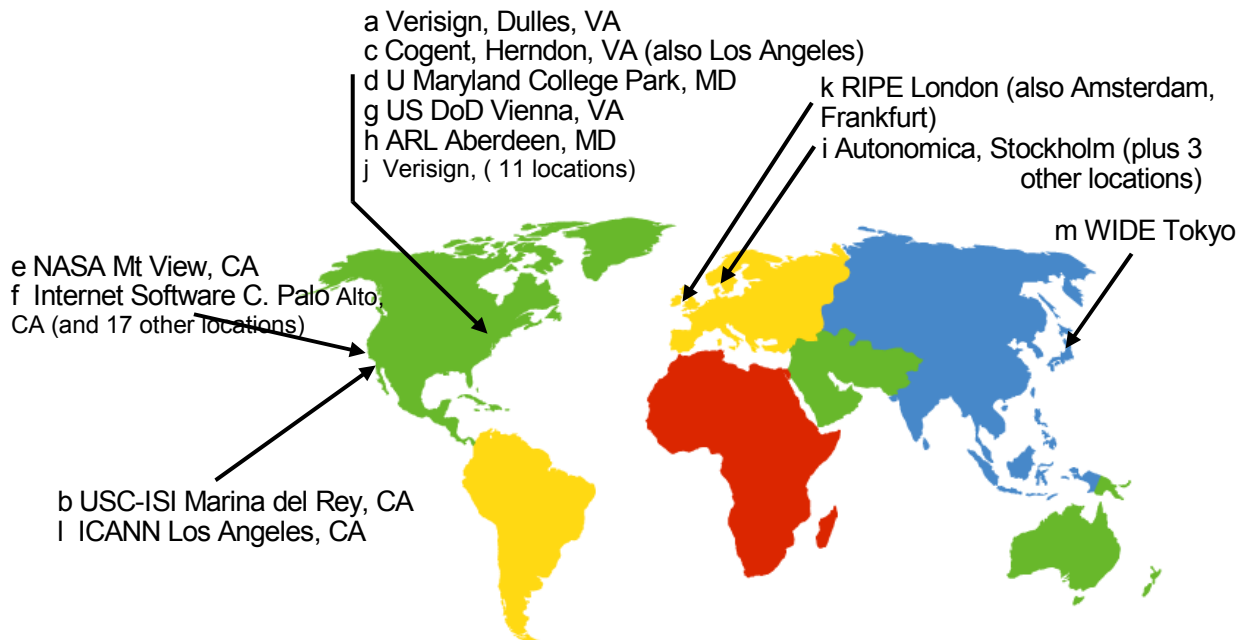 a Verisign, Dulles, VA
c Cogent, Herndon, VA (also Los Angeles)
d U Maryland College Park, MD
g US DoD Vienna, VA
h ARL Aberdeen, MD
j Verisign, ( 11 locations)
k RIPE London (also Amsterdam,
Frankfurt)
i Autonomica, Stockholm (plus 3
other locations)
m WIDE Tokyo
e NASA Mt View, CA
f Internet Software C. Palo Alto,
CA (and 17 other locations)
b USC-ISI Marina del Rey, CA
l ICANN Los Angeles, CA